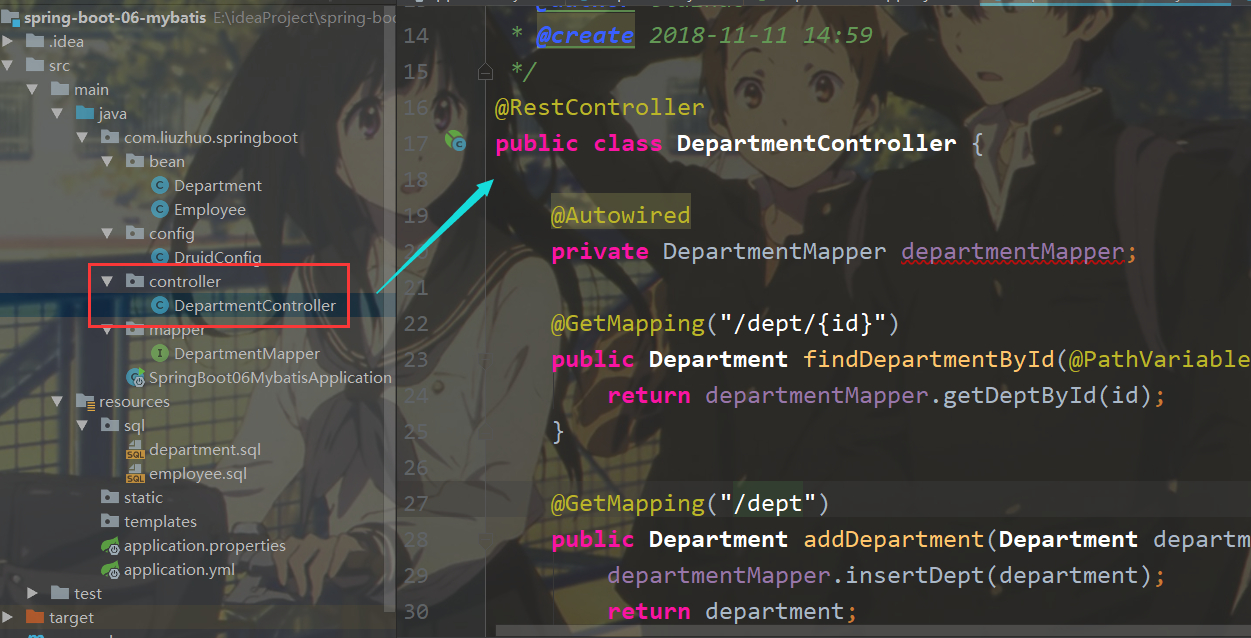 spring-boot-06-mybatis E:\ideaProject\spring-boo
.idea
src
main
java
com.liuzhuo.springboot
bean
Department
Employee
config
DruidConfig
controller
DepartmentController
mapper
DepartmentMapper
SpringBoot06MybatisApplication
resources
sql
department.sql
employee.sql
static
templates
application.properties
application.yml
test
target
14 * @create 2018-11-11 14:59
15 */
16 @RestController
17 public class DepartmentController {
18
19 @Autowired
20 private DepartmentMapper departmentMapper;
21
22 @GetMapping("/dept/{id}")
23 public Department findDepartmentById(@PathVariable
24 return departmentMapper.getDeptById(id);
25 }
26
27 @GetMapping("/dept")
28 public Department addDepartment(Department departm
29 departmentMapper.insertDept(department);
30 return department;